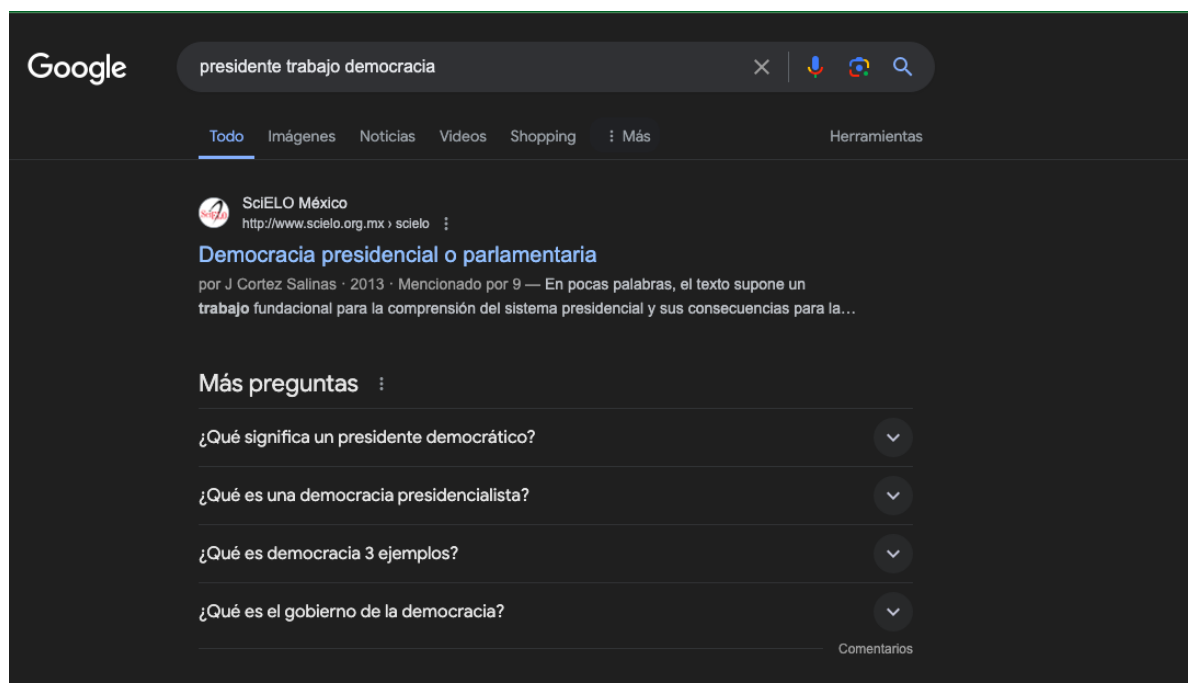 Google
presidente trabajo democracia
Todo Imágenes Noticias Videos Shopping Más Herramientas
SciELO
SciELO México
http://www.scielo.org.mx › scielo
Democracia presidencial o parlamentaria
por J Cortez Salinas · 2013 · Mencionado por 9 — En pocas palabras, el texto supone un
trabajo fundacional para la comprensión del sistema presidencial y sus consecuencias para la…
Más preguntas
¿Qué significa un presidente democrático?
¿Qué es una democracia presidencialista?
¿Qué es democracia 3 ejemplos?
¿Qué es el gobierno de la democracia?
Comentarios